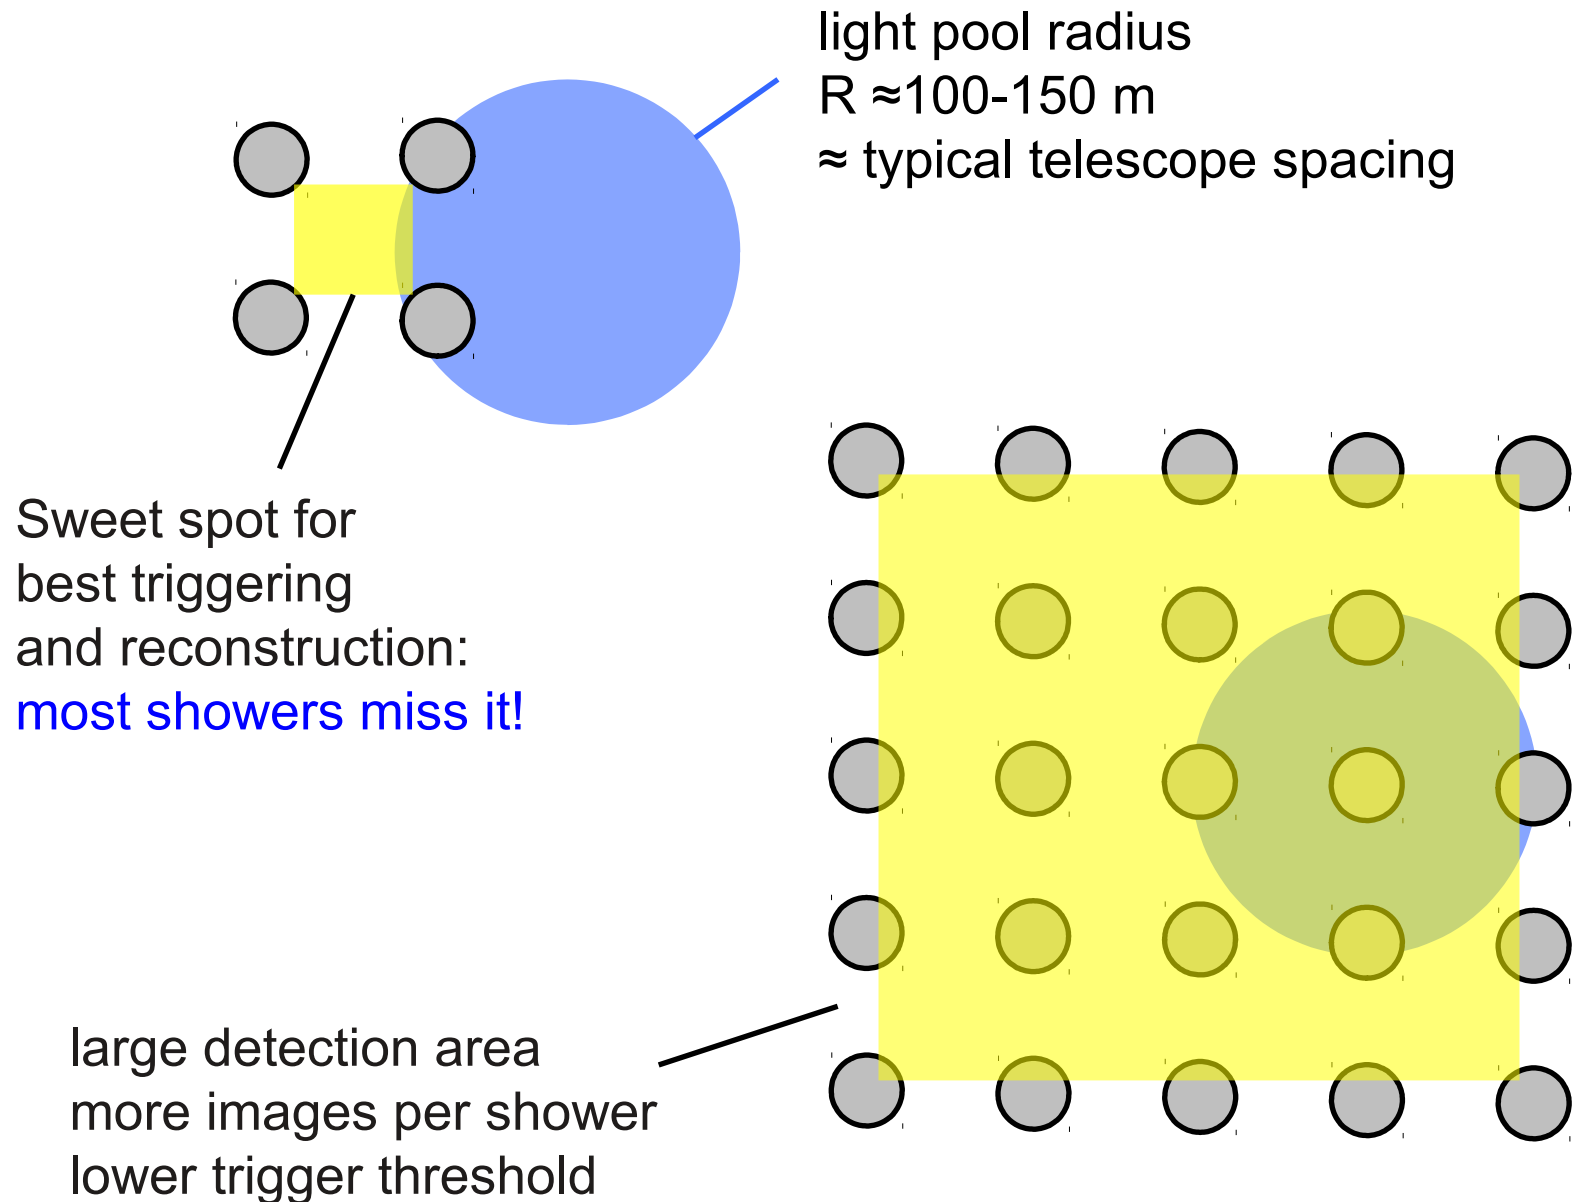 light pool radius
R ≈100-150 m
≈ typical telescope spacing
Sweet spot for
best triggering
and reconstruction:
most showers miss it!
large detection area
more images per shower
lower trigger threshold